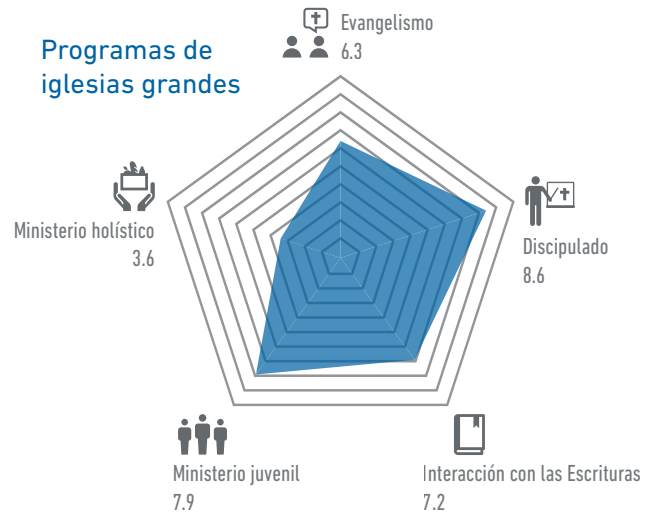 Programas de
iglesias grandes
Evangelismo
6.3
Discipulado
8.6
Interacción con las Escrituras
7.2
Ministerio juvenil
7.9
Ministerio holístico
3.6